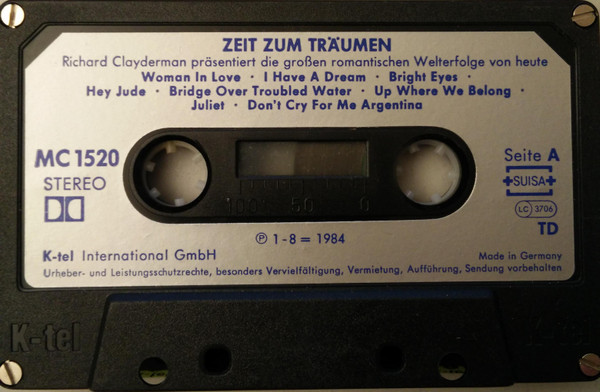 ZEIT ZUM TRÄUMEN
Richard Clayderman präsentiert die großen romantischen Welterfolge von heute
Woman In Love · I Have A Dream · Bright Eyes ·
Hey Jude · Bridge Over Troubled Water · Up Where We Belong ·
Juliet · Don't Cry For Me Argentina
MC 1520
STEREO
Seite A
SUISA
LC 3706
TD
100 50 0
℗ 1-8 = 1984
K-tel International GmbH
Made in Germany
Urheber- und Leistungsschutzrechte, besonders Vervielfältigung, Vermietung, Aufführung, Sendung vorbehalten
K-tel